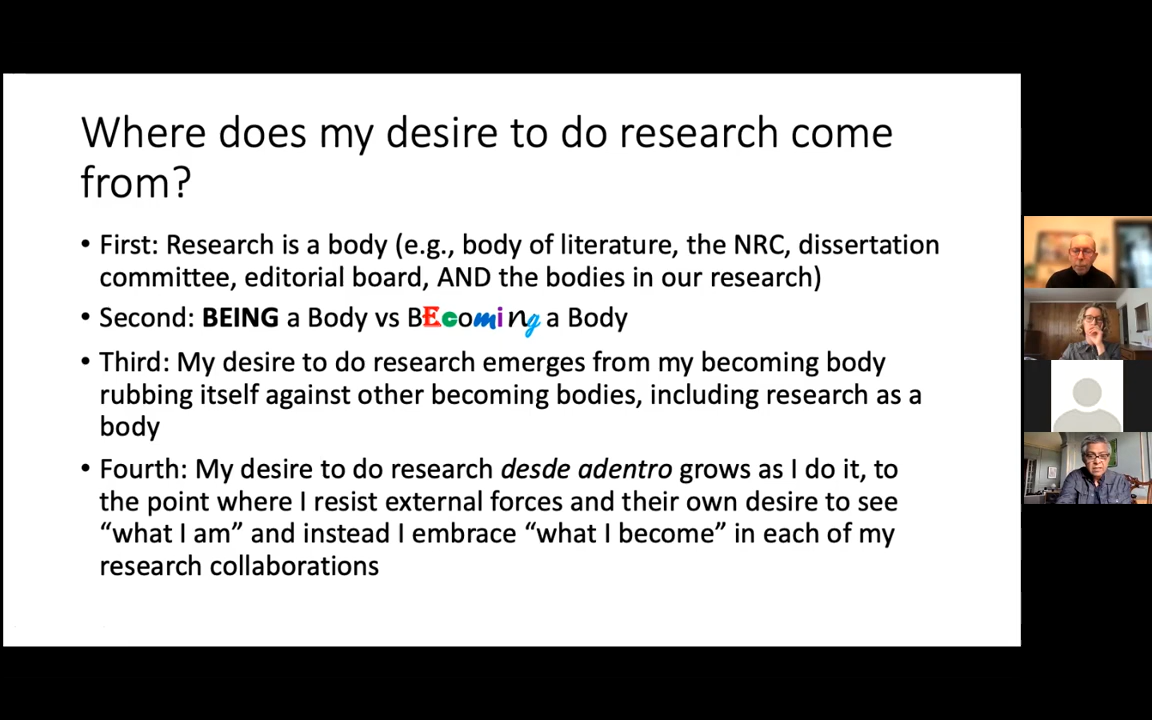 Where does my desire to do research come
from?
• First: Research is a body (e.g., body of literature, the NRC, dissertation
committee, editorial board, AND the bodies in our research)
• Second: BEING a Body vs BEcoming a Body
• Third: My desire to do research emerges from my becoming body
rubbing itself against other becoming bodies, including research as a
body
• Fourth: My desire to do research desde adentro grows as I do it, to
the point where I resist external forces and their own desire to see
“what I am” and instead I embrace “what I become” in each of my
research collaborations